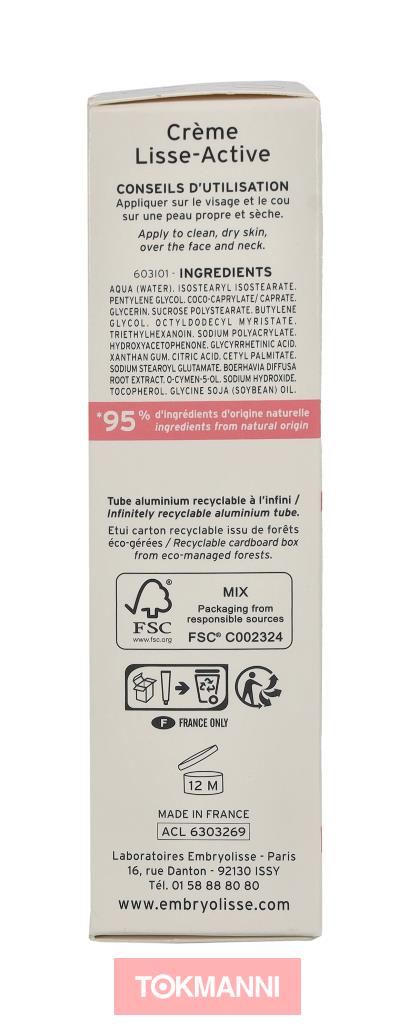 Crème
Lisse-Active
CONSEILS D'UTILISATION
Appliquer sur le visage et le cou
sur une peau propre et sèche.
Apply to clean, dry skin,
over the face and neck.
603I01 - INGREDIENTS
AQUA (WATER). ISOSTEARYL ISOSTEARATE.
PENTYLENE GLYCOL. COCO-CAPRYLATE/ CAPRATE.
GLYCERIN. SUCROSE POLYSTEARATE. BUTYLENE
GLYCOL. OCTYLDODECYL MYRISTATE.
TRIETHYLHEXANOIN. SODIUM POLYACRYLATE.
HYDROXYACETOPHENONE. GLYCYRRHETINIC ACID.
XANTHAN GUM. CITRIC ACID. CETYL PALMITATE.
SODIUM STEAROYL GLUTAMATE. BOERHAVIA DIFFUSA
ROOT EXTRACT. O-CYMEN-5-OL. SODIUM HYDROXIDE.
TOCOPHEROL. GLYCINE SOJA (SOYBEAN) OIL.
*95% d'ingrédients d'origine naturelle
ingredients from natural origin
Tube aluminium recyclable à l'infini /
Infinitely recyclable aluminium tube.
Etui carton recyclable issu de forêts
éco-gérées / Recyclable cardboard box
from eco-managed forests.
FSC
www.fsc.org
MIX
Packaging from
responsible sources
FSC® C002324
F FRANCE ONLY
12 M
MADE IN FRANCE
ACL 6303269
Laboratoires Embryolisse - Paris
16, rue Danton - 92130 ISSY
Tél. 01 58 88 80 80
www.embryolisse.com
TOKMANNI